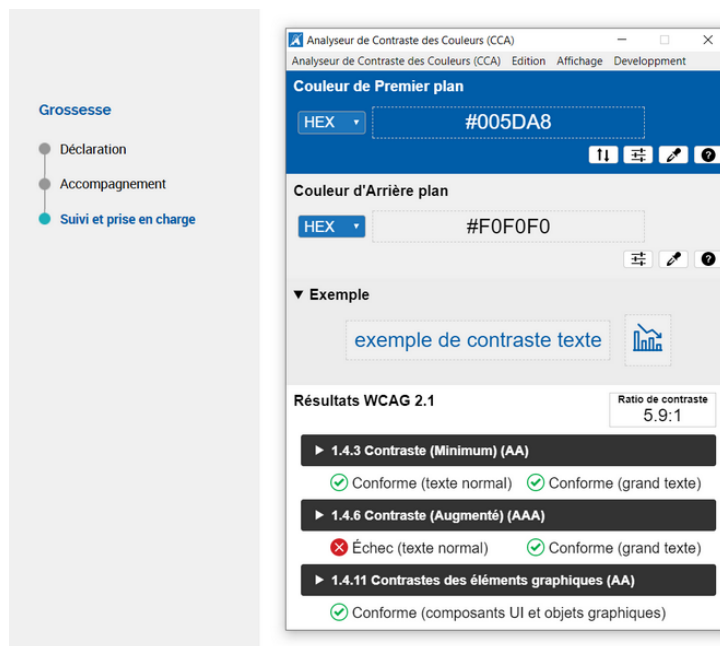 Grossesse
Déclaration
Accompagnement
Suivi et prise en charge
Analyseur de Contraste des Couleurs (CCA)
Analyseur de Contraste des Couleurs (CCA) Edition Affichage Developpment
Couleur de Premier plan
HEX #005DA8
Couleur d'Arrière plan
HEX #F0F0F0
▼ Exemple
exemple de contraste texte
Résultats WCAG 2.1
Ratio de contraste
5.9:1
▶ 1.4.3 Contraste (Minimum) (AA)
Conforme (texte normal) Conforme (grand texte)
▶ 1.4.6 Contraste (Augmenté) (AAA)
Échec (texte normal) Conforme (grand texte)
▶ 1.4.11 Contrastes des éléments graphiques (AA)
Conforme (composants UI et objets graphiques)